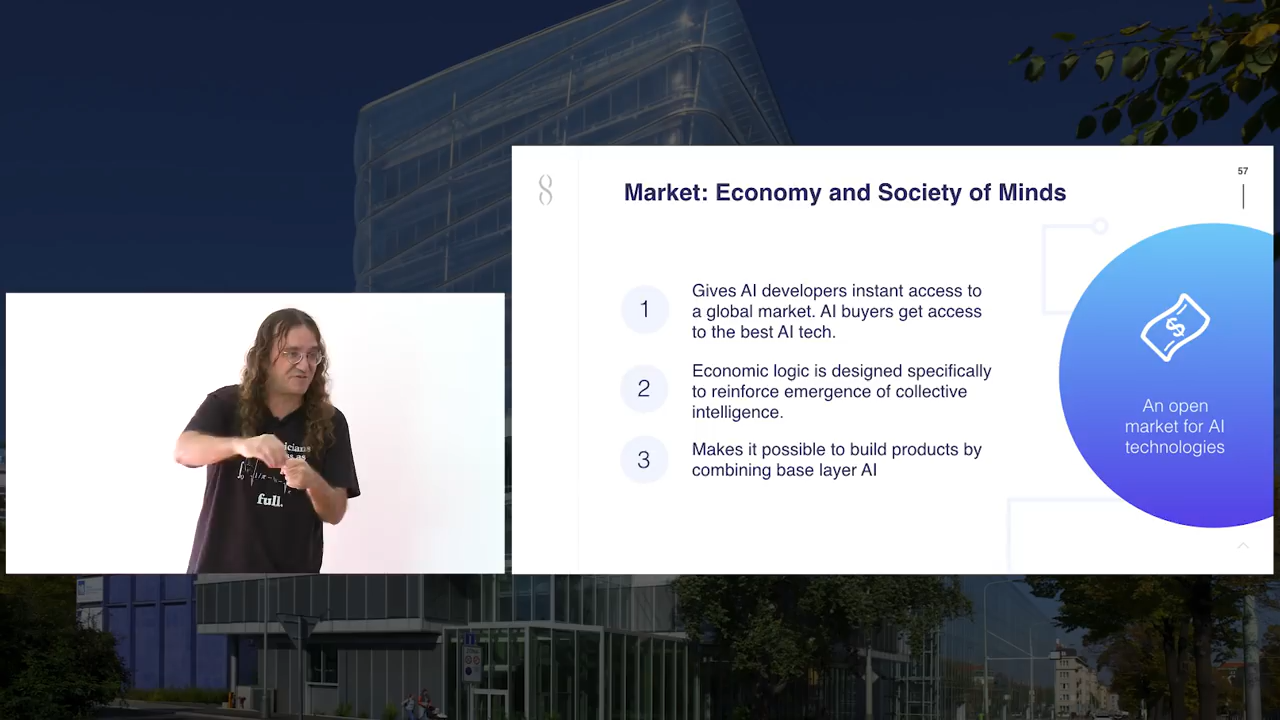 57
Market: Economy and Society of Minds
1
Gives AI developers instant access to
a global market. AI buyers get access
to the best AI tech.
2
Economic logic is designed specifically
to reinforce emergence of collective
intelligence.
3
Makes it possible to build products by
combining base layer AI
An open
market for AI
technologies
full.